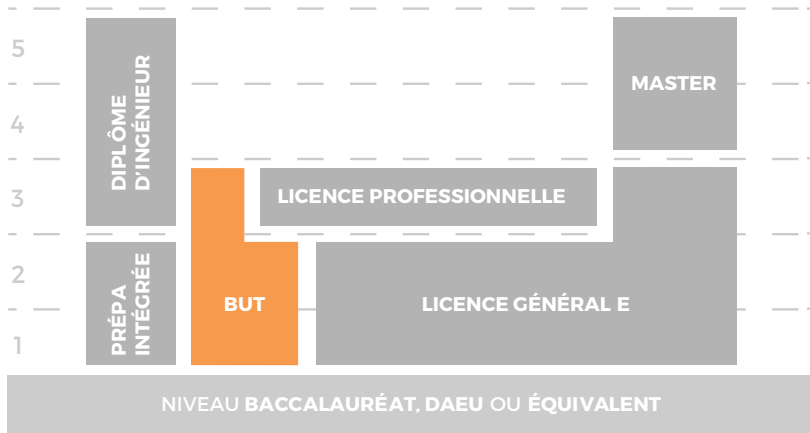 5
MASTER
4
DIPLÔME
D'INGÉNIEUR
3
LICENCE PROFESSIONNELLE
2
PRÉPA
INTÉGRÉE
BUT
LICENCE GÉNÉRAL E
1
NIVEAU BACCALAURÉAT, DAEU OU ÉQUIVALENT